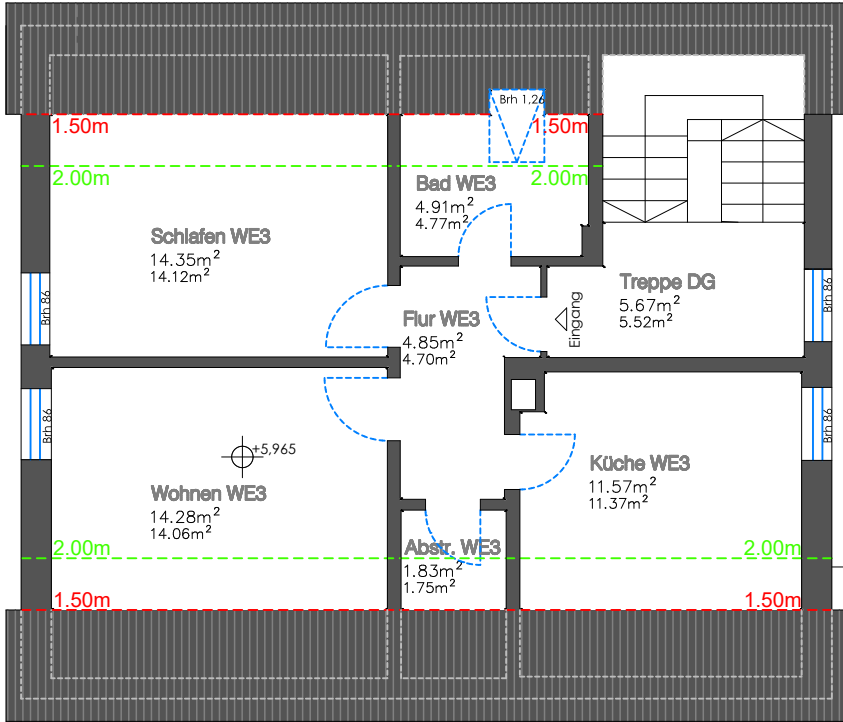 Brh 1.26
1.50m
1.50m
2.00m
2.00m
Bad WE3
4.91m²
4.77m²
Schlafen WE3
14.35m²
14.12m²
Brh 86
Flur WE3
4.85m²
4.70m²
Eingang
Treppe DG
5.67m²
5.52m²
Brh 86
Brh 86
+5,965
Wohnen WE3
14.28m²
14.06m²
Küche WE3
11.57m²
11.37m²
Brh 86
2.00m
Abstr. WE3
1.83m²
1.75m²
2.00m
1.50m
1.50m